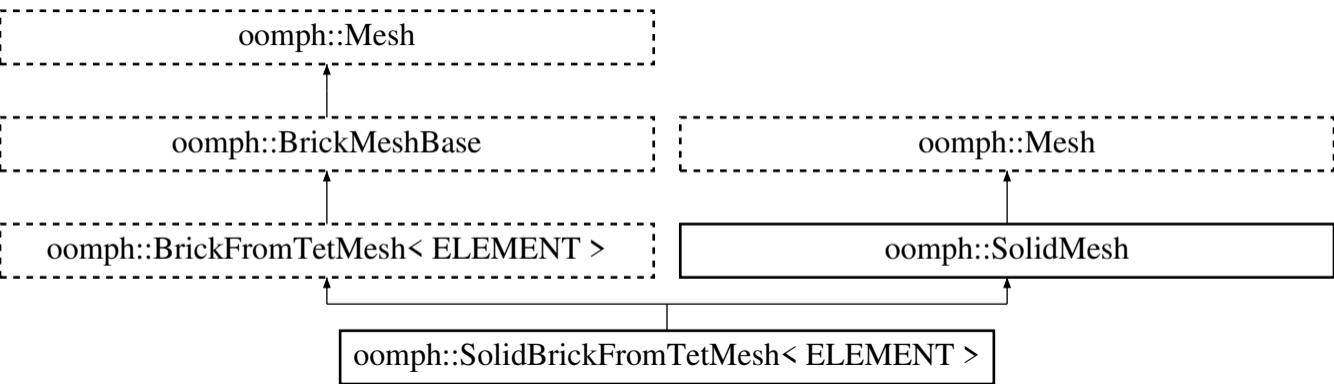 oomph::Mesh
oomph::BrickMeshBase
oomph::Mesh
oomph::BrickFromTetMesh< ELEMENT >
oomph::SolidMesh
oomph::SolidBrickFromTetMesh< ELEMENT >